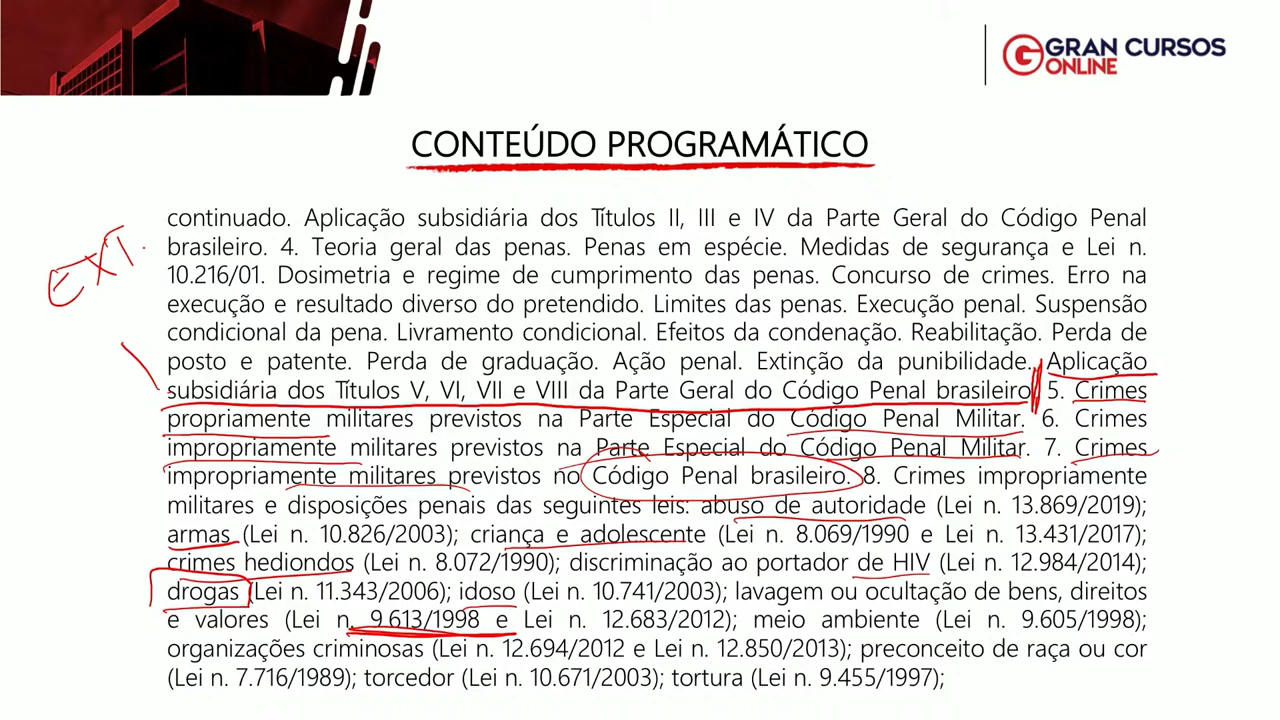 GRAN CURSOS
ONLINE
CONTEÚDO PROGRAMÁTICO
continuado. Aplicação subsidiária dos Títulos II, III e IV da Parte Geral do Código Penal
brasileiro. 4. Teoria geral das penas. Penas em espécie. Medidas de segurança e Lei n.
10.216/01. Dosimetria e regime de cumprimento das penas. Concurso de crimes. Erro na
execução e resultado diverso do pretendido. Limites das penas. Execução penal. Suspensão
condicional da pena. Livramento condicional. Efeitos da condenação. Reabilitação. Perda de
posto e patente. Perda de graduação. Ação penal. Extinção da punibilidade. Aplicação
subsidiária dos Títulos V, VI, VII e VIII da Parte Geral do Código Penal brasileiro 5. Crimes
propriamente militares previstos na Parte Especial do Código Penal Militar. 6. Crimes
impropriamente militares previstos na Parte Especial do Código Penal Militar. 7. Crimes
impropriamente militares previstos no Código Penal brasileiro. 8. Crimes impropriamente
militares e disposições penais das seguintes leis: abuso de autoridade (Lei n. 13.869/2019);
armas (Lei n. 10.826/2003); criança e adolescente (Lei n. 8.069/1990 e Lei n. 13.431/2017);
crimes hediondos (Lei n. 8.072/1990); discriminação ao portador de HIV (Lei n. 12.984/2014);
drogas (Lei n. 11.343/2006); idoso (Lei n. 10.741/2003); lavagem ou ocultação de bens, direitos
e valores (Lei n. 9.613/1998 e Lei n. 12.683/2012); meio ambiente (Lei n. 9.605/1998);
organizações criminosas (Lei n. 12.694/2012 e Lei n. 12.850/2013); preconceito de raça ou cor
(Lei n. 7.716/1989); torcedor (Lei n. 10.671/2003); tortura (Lei n. 9.455/1997);
EXT.